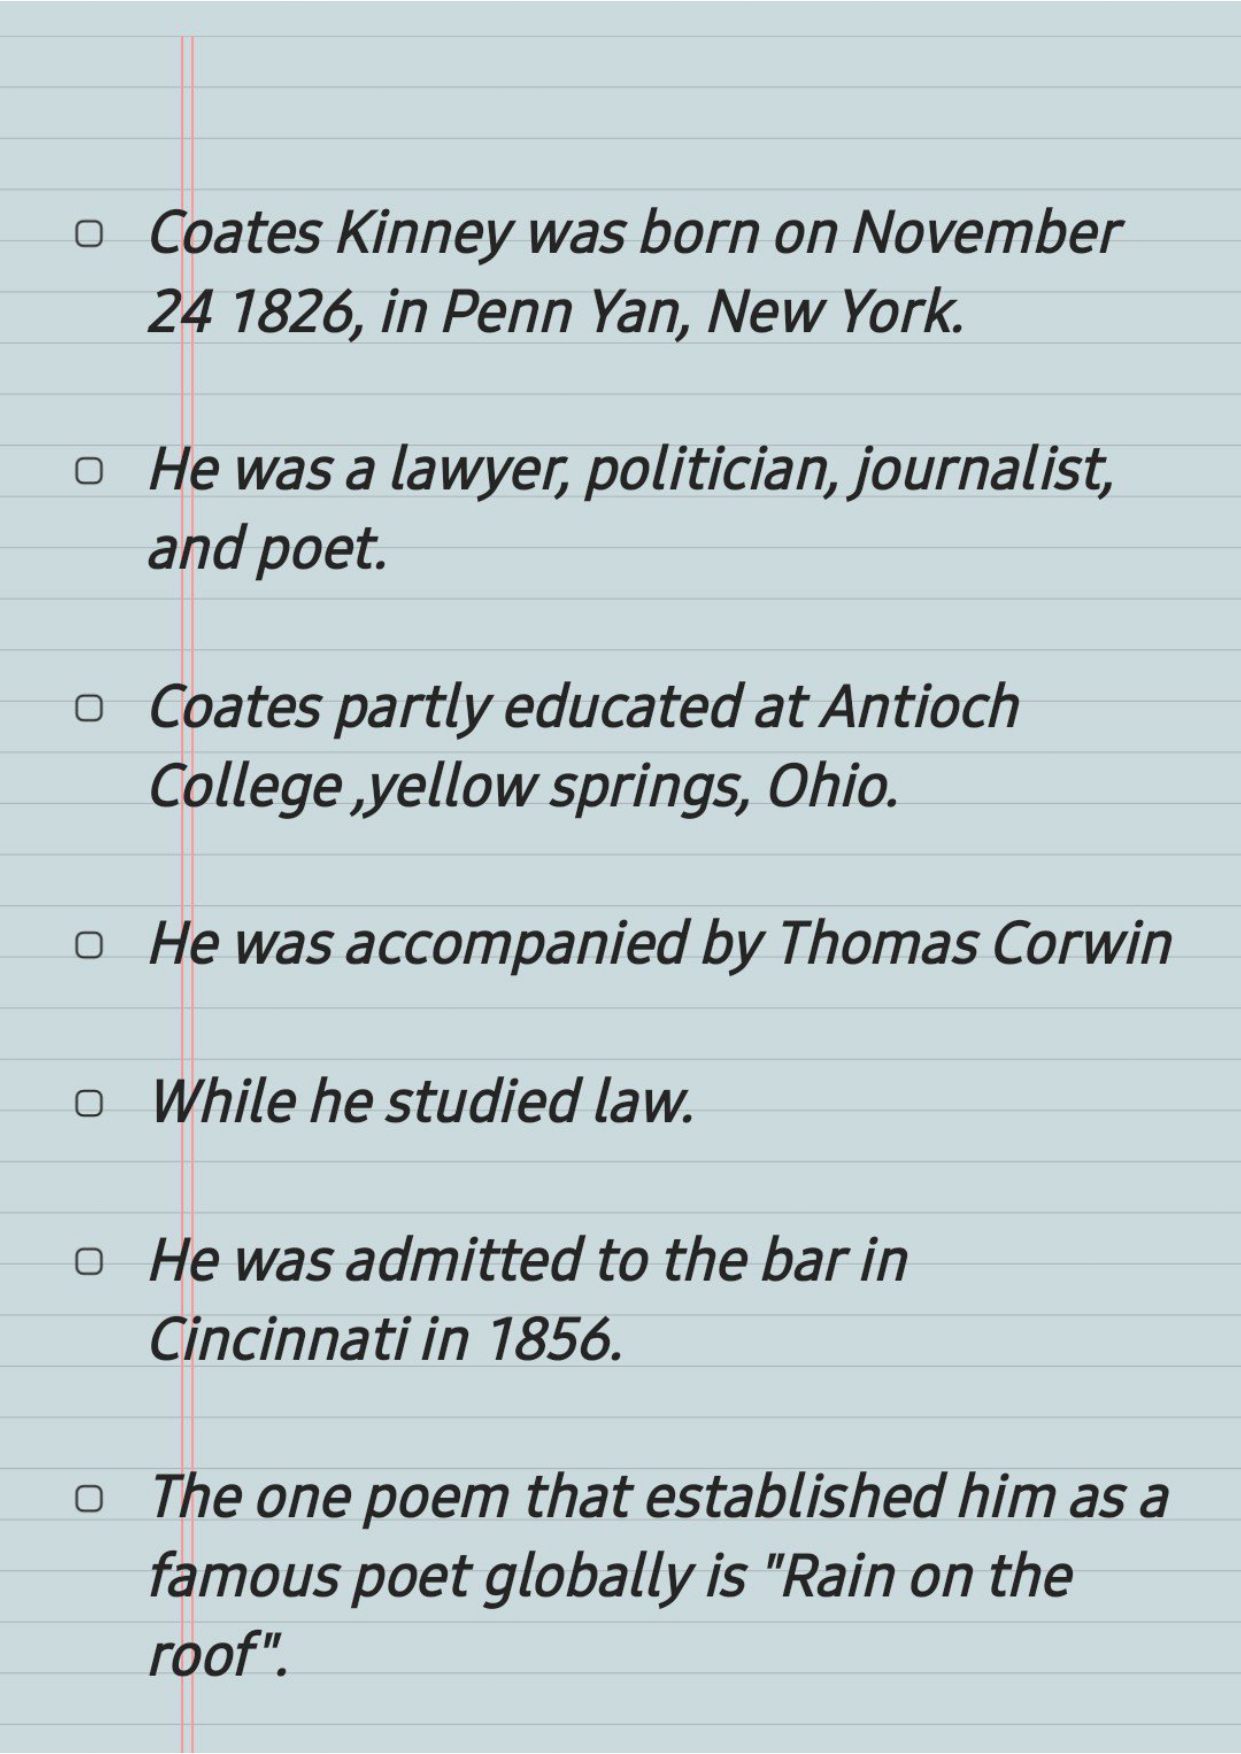 Coates Kinney was born on November
24 1826, in Penn Yan, New York.
He was a lawyer, politician, journalist,
and poet.
Coates partly educated at Antioch
College ,yellow springs, Ohio.
He was accompanied by Thomas Corwin
While he studied law.
He was admitted to the bar in
Cincinnati in 1856.
The one poem that established him as a
famous poet globally is "Rain on the
roof".